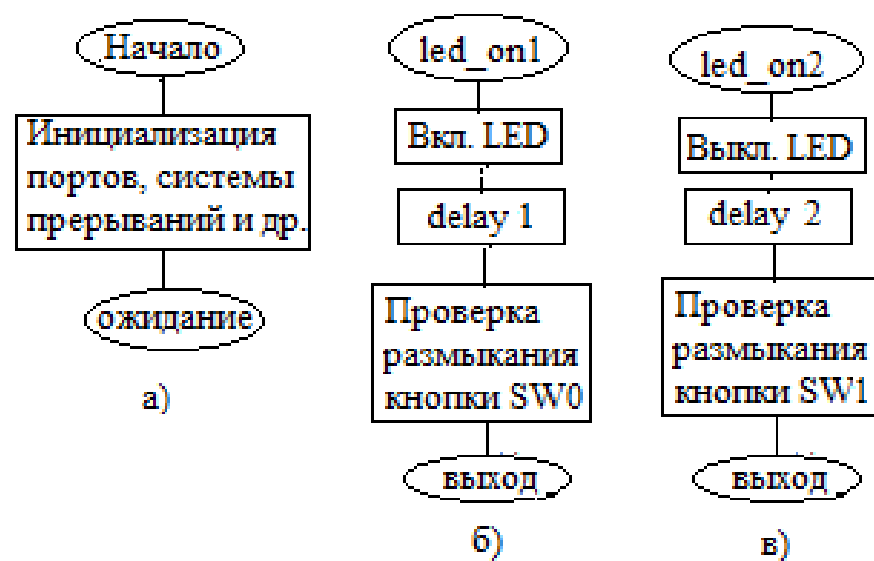 Начало
Инициализация
портов, системы
прерываний и др.
ожидание
а)
led_on1
Вкл. LED
delay 1
Проверка
размыкания
кнопки SW0
выход
б)
led_on2
Выкл. LED
delay 2
Проверка
размыкания
кнопки SW1
выход
в)